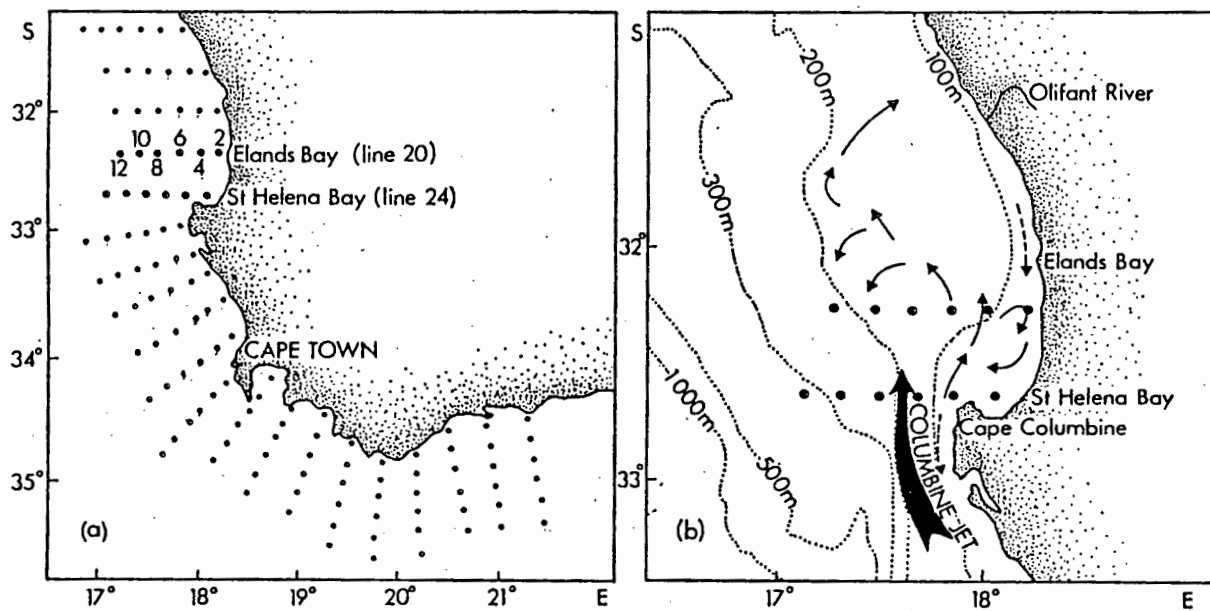 S
32°
33°
34°
35°
10 6 2
12 8 4
Elands Bay (line 20)
St Helena Bay (line 24)
CAPE TOWN
(a)
17° 18° 19° 20° 21° E
S
32°
33°
200m
100m
300m
1000m
500m
Olifant River
Elands Bay
St Helena Bay
Cape Columbine
COLUMBINE JET
(b)
17° 18° E